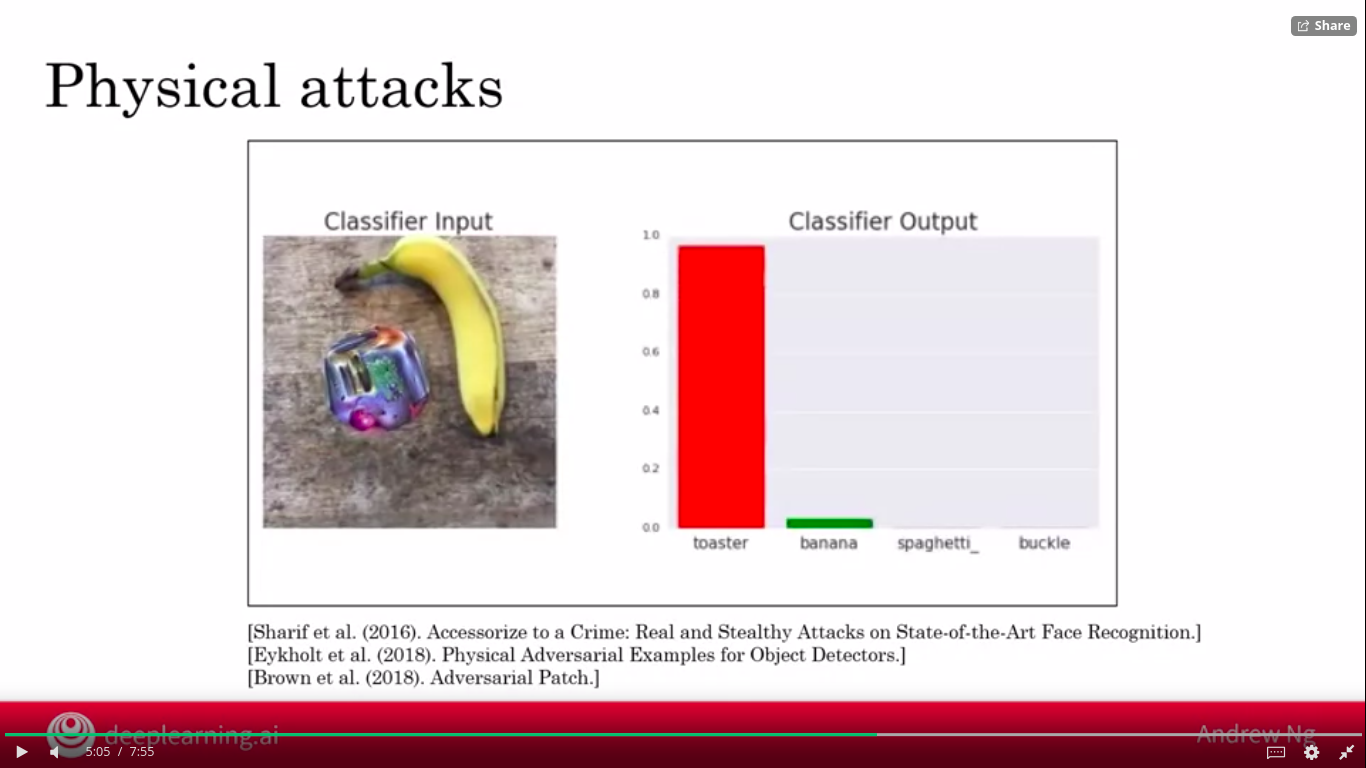 Share
Physical attacks
Classifier Input
Classifier Output
1.0
0.8
0.6
0.4
0.2
0.0
toaster banana spaghetti_ buckle
[Sharif et al. (2016). Accessorize to a Crime: Real and Stealthy Attacks on State-of-the-Art Face Recognition.]
[Eykholt et al. (2018). Physical Adversarial Examples for Object Detectors.]
[Brown et al. (2018). Adversarial Patch.]
deeplearning.ai
Andrew Ng
5:05 / 7:55